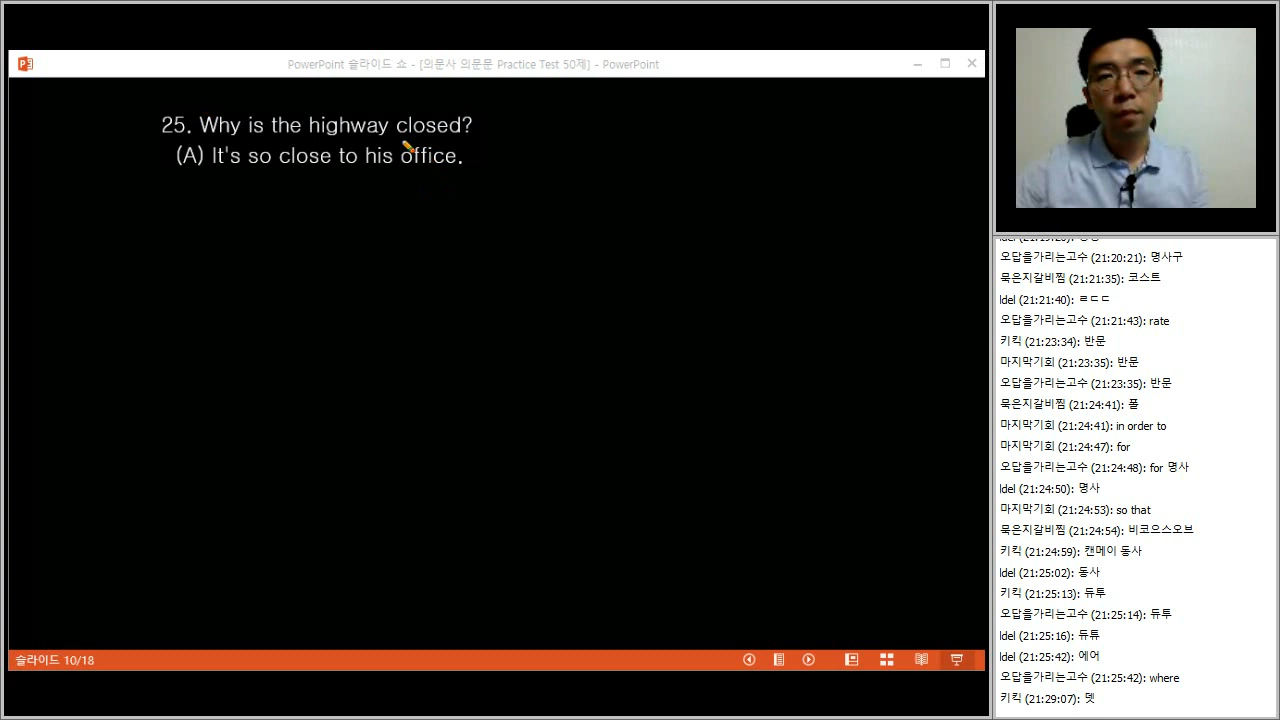 PowerPoint 슬라이드 쇼 - [의문사 의문문 Practice Test 50제] - PowerPoint
25. Why is the highway closed?
(A) It's so close to his office.
슬라이드 10/18
오답을가리는고수 (21:20:21): 명사구
묵은지갈비찜 (21:21:35): 코스트
ldel (21:21:40): ㄹㄷㄷ
오답을가리는고수 (21:21:43): rate
키킥 (21:23:34): 반문
마지막기회 (21:23:35): 반문
오답을가리는고수 (21:23:35): 반문
묵은지갈비찜 (21:24:41): 폴
마지막기회 (21:24:41): in order to
마지막기회 (21:24:47): for
오답을가리는고수 (21:24:48): for 명사
ldel (21:24:50): 명사
마지막기회 (21:24:53): so that
묵은지갈비찜 (21:24:54): 비코으스오브
키킥 (21:24:59): 캔메이 동사
ldel (21:25:02): 동사
키킥 (21:25:13): 듀투
오답을가리는고수 (21:25:14): 듀투
ldel (21:25:16): 듀튜
ldel (21:25:42): 에어
오답을가리는고수 (21:25:42): where
키킥 (21:29:07): 뎃